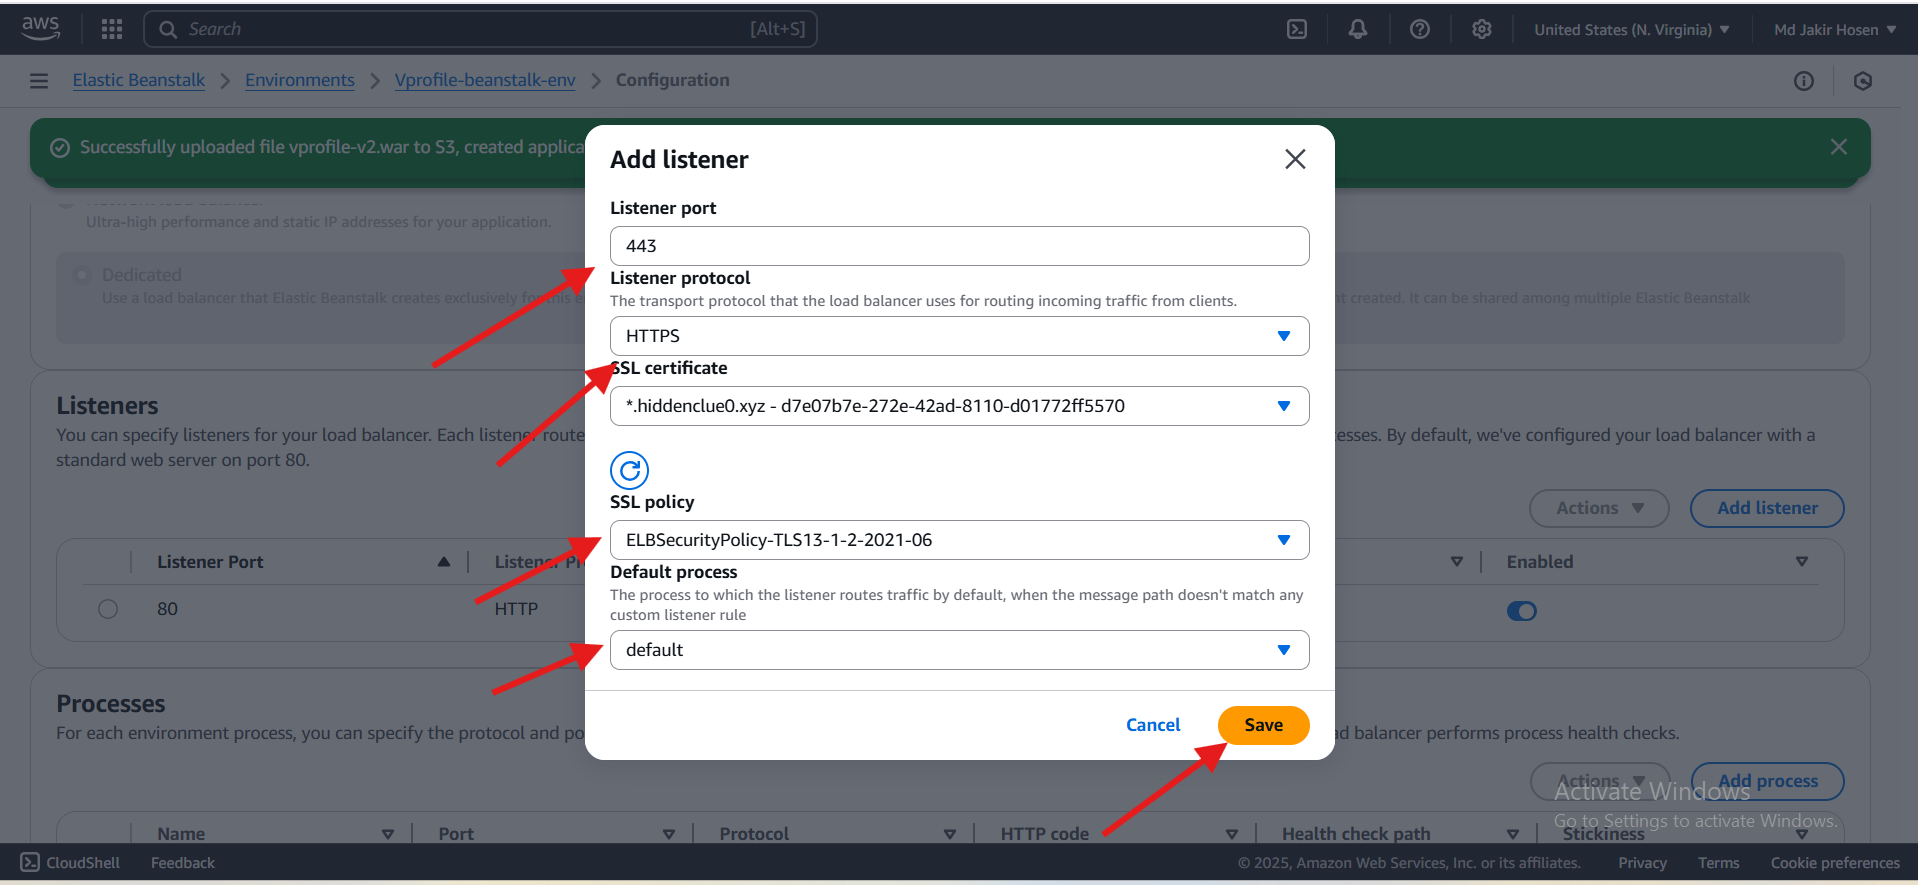 aws
Search
[Alt+S]
United States (N. Virginia)
Md Jakir Hosen
Elastic Beanstalk
Environments
Vprofile-beanstalk-env
Configuration
Successfully uploaded file vprofile-v2.war to S3, created applica
Ultra-high performance and static IP addresses for your application.
Dedicated
Use a load balancer that Elastic Beanstalk creates exclusively for this e
t created. It can be shared among multiple Elastic Beanstalk
Add listener
Listener port
443
Listener protocol
The transport protocol that the load balancer uses for routing incoming traffic from clients.
HTTPS
SSL certificate
*.hiddenclue0.xyz - d7e07b7e-272e-42ad-8110-d01772ff5570
SSL policy
ELBSecurityPolicy-TLS13-1-2-2021-06
Default process
The process to which the listener routes traffic by default, when the message path doesn't match any
custom listener rule
default
Cancel
Save
Listeners
You can specify listeners for your load balancer. Each listener route
esses. By default, we've configured your load balancer with a
standard web server on port 80.
Actions
Add listener
Listener Port
Listener Pr
Enabled
80
HTTP
Processes
For each environment process, you can specify the protocol and po
ad balancer performs process health checks.
Actions
Add process
Activate Windows
Go to Settings to activate Windows.
Name
Port
Protocol
HTTP code
Health check path
Stickiness
CloudShell
Feedback
© 2025, Amazon Web Services, Inc. or its affiliates.
Privacy
Terms
Cookie preferences